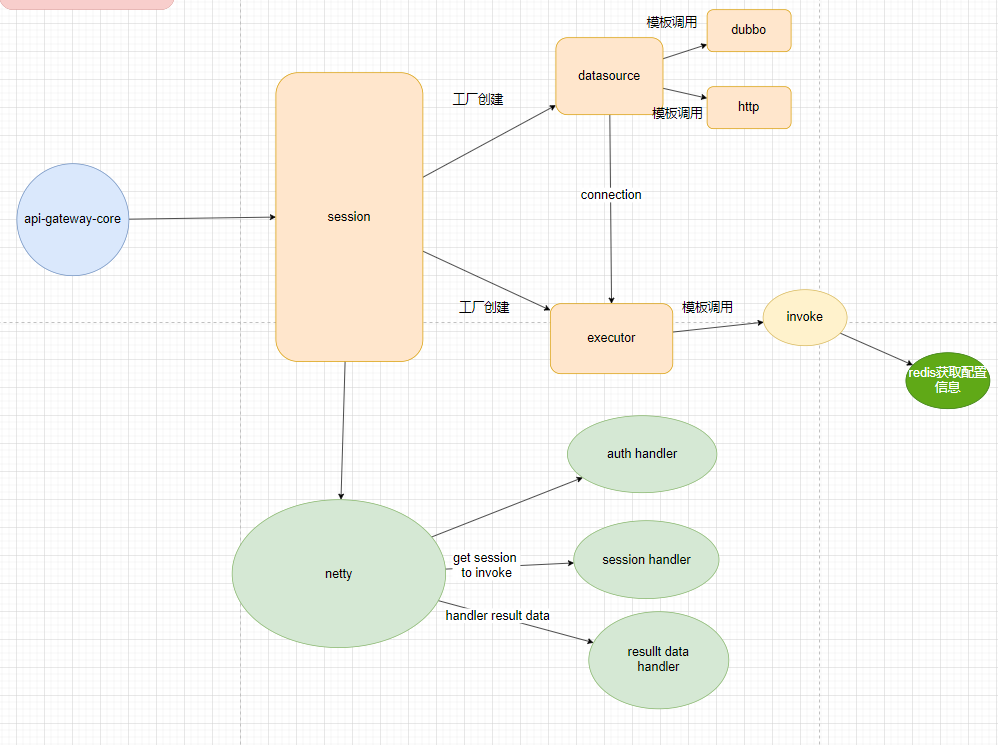 模板调用
dubbo
datasource
工厂创建
模板调用
http
connection
api-gateway-core
session
工厂创建
模板调用
executor
invoke
redis获取配置
信息
auth handler
get session
to invoke
session handler
netty
handler result data
resullt data
handler